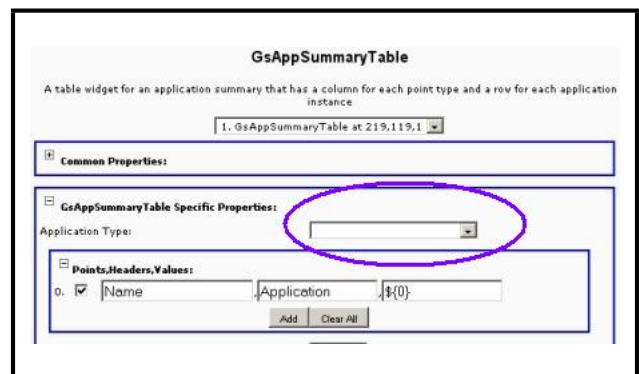 GsAppSummaryTable
A table widget for an application summary that has a column for each point type and a row for each application
instance
1. GsAppSummaryTable at 219,119,1
Common Properties:
GsAppSummaryTable Specific Properties:
Application Type:
Points,Headers,Values:
0. Name ,Application ,${0}
Add Clear All